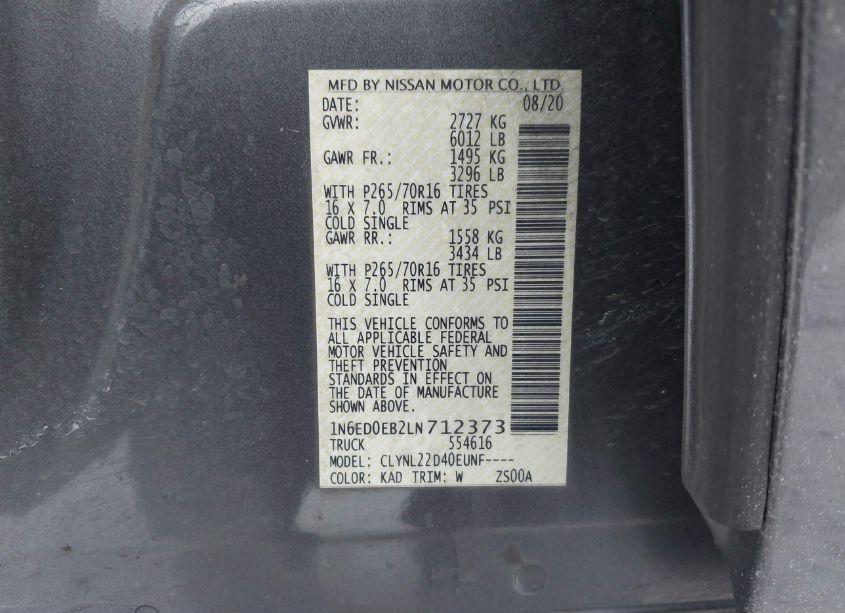 MFD BY NISSAN MOTOR CO., LTD.
DATE: 08/20
GVWR: 2727 KG
6012 LB
GAWR FR.: 1495 KG
3296 LB
WITH P265/70R16 TIRES
16 X 7.0 RIMS AT 35 PSI
COLD SINGLE
GAWR RR.: 1558 KG
3434 LB
WITH P265/70R16 TIRES
16 X 7.0 RIMS AT 35 PSI
COLD SINGLE
THIS VEHICLE CONFORMS TO
ALL APPLICABLE FEDERAL
MOTOR VEHICLE SAFETY AND
THEFT PREVENTION
STANDARDS IN EFFECT ON
THE DATE OF MANUFACTURE
SHOWN ABOVE.
1N6ED0EB2LN712373
TRUCK 554616
MODEL: CLYNL22D40EUNF----
COLOR: KAD TRIM: W ZS00A